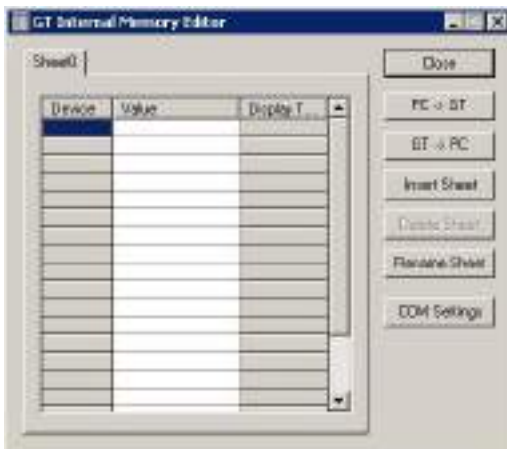 GT Internal Memory Editor
Sheet0
Close
Device Value Display T...
PC -> GT
GT -> PC
Insert Sheet
Delete Sheet
Rename Sheet
COM Settings